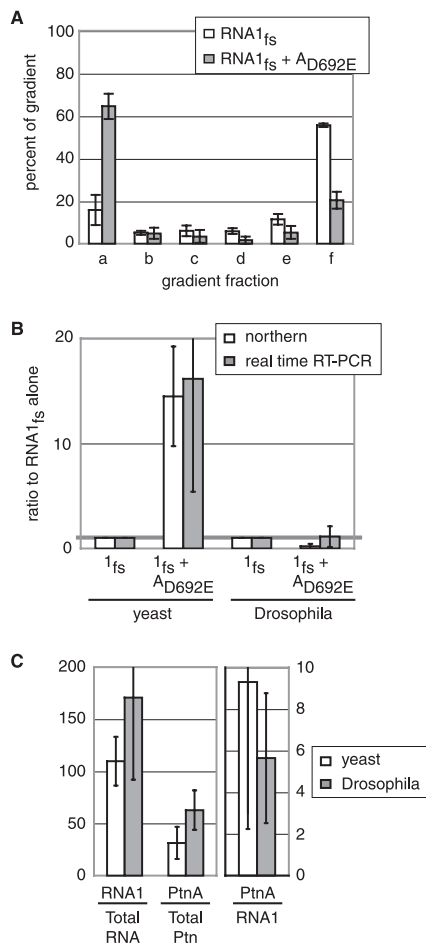 A
RNA1fs
RNA1fs + AD692E
percent of gradient
100
80
60
40
20
0
a b c d e f
gradient fraction
B
northern
real time RT-PCR
ratio to RNA1fs alone
20
10
0
1fs 1fs + AD692E 1fs 1fs + AD692E
yeast Drosophila
C
200
150
100
50
0
10
8
6
4
2
0
yeast
Drosophila
RNA1 PtnA PtnA
Total RNA Total Ptn RNA1